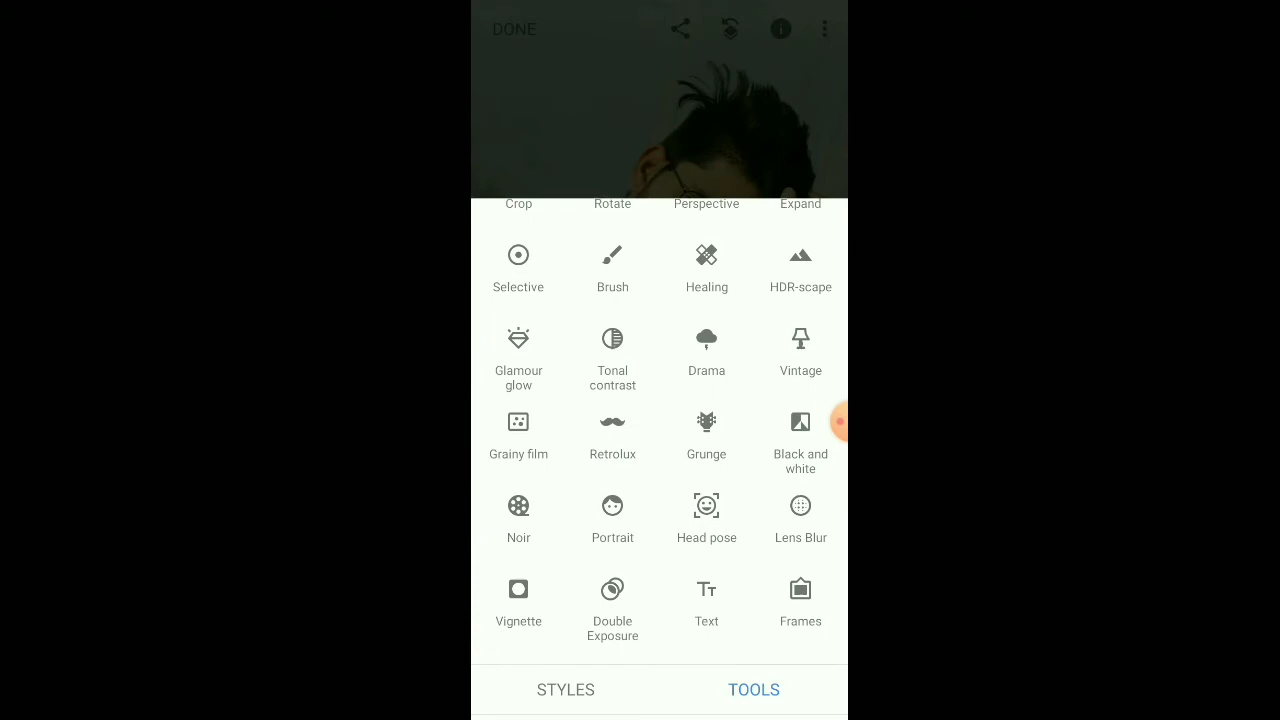 DONE
Crop Rotate Perspective Expand
Selective Brush Healing HDR-scape
Glamour glow Tonal contrast Drama Vintage
Grainy film Retrolux Grunge Black and white
Noir Portrait Head pose Lens Blur
Vignette Double Exposure Text Frames
STYLES TOOLS